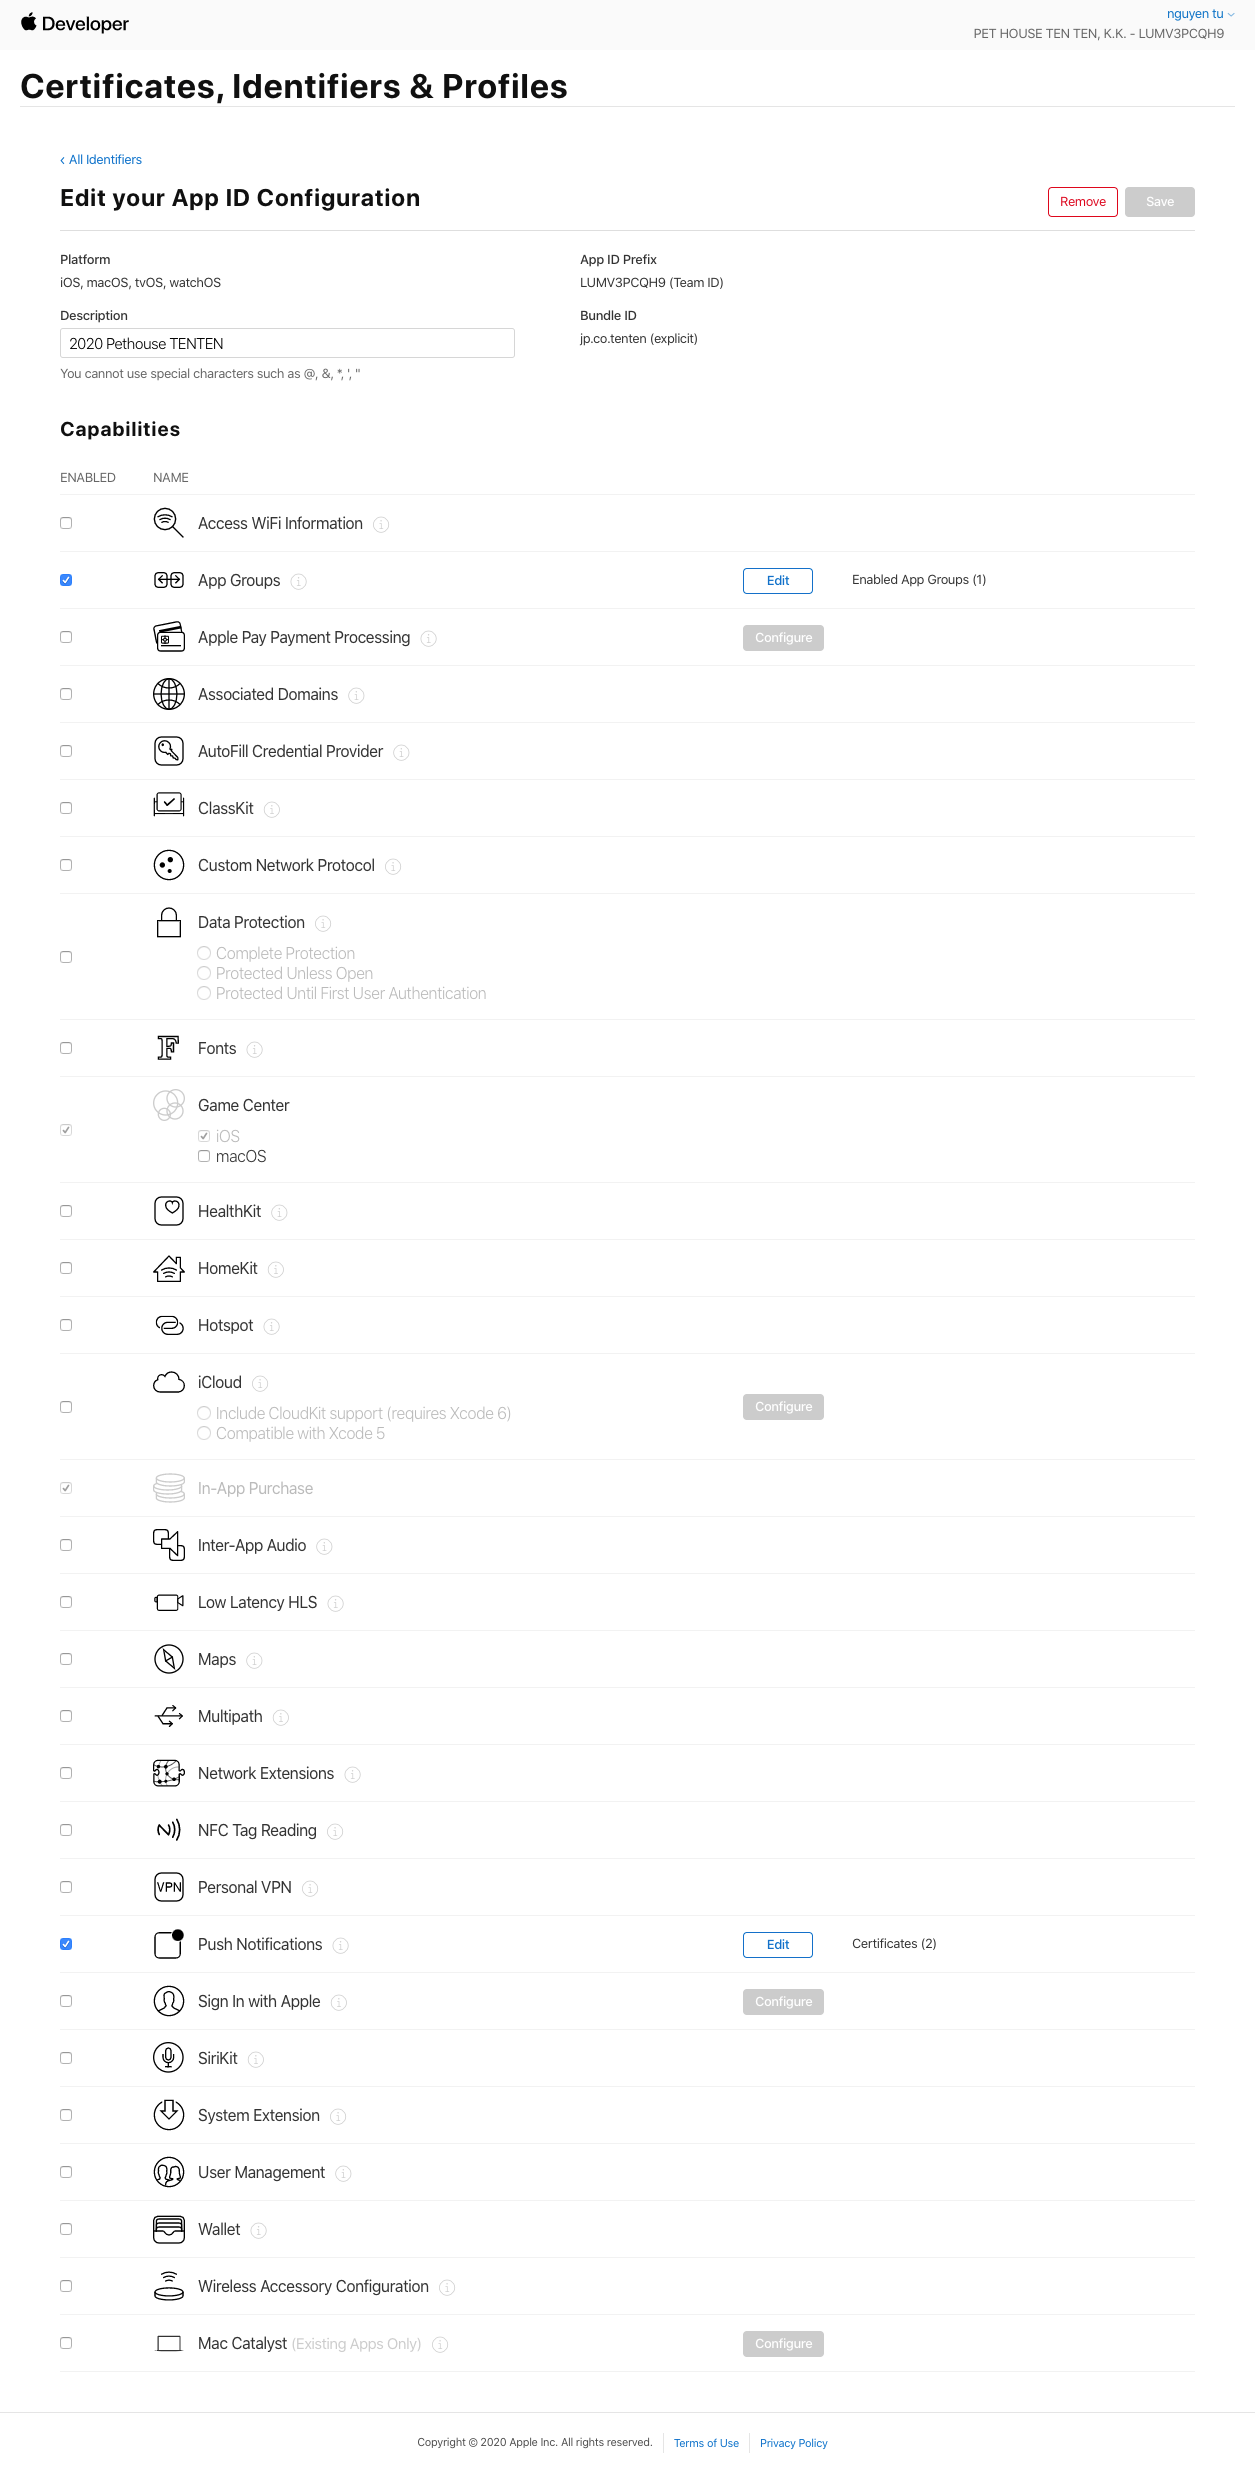 Developer
nguyen tu
PET HOUSE TEN TEN, K.K. - LUMV3PCQH9
Certificates, Identifiers & Profiles
‹ All Identifiers
Edit your App ID Configuration
Remove
Save
Platform
iOS, macOS, tvOS, watchOS
App ID Prefix
LUMV3PCQH9 (Team ID)
Description
2020 Pethouse TENTEN
You cannot use special characters such as @, &, *, ', "
Bundle ID
jp.co.tenten (explicit)
Capabilities
ENABLED NAME
Access WiFi Information
App Groups Edit Enabled App Groups (1)
Apple Pay Payment Processing Configure
Associated Domains
AutoFill Credential Provider
ClassKit
Custom Network Protocol
Data Protection
Complete Protection
Protected Unless Open
Protected Until First User Authentication
Fonts
Game Center
iOS
macOS
HealthKit
HomeKit
Hotspot
iCloud
Configure
Include CloudKit support (requires Xcode 6)
Compatible with Xcode 5
In-App Purchase
Inter-App Audio
Low Latency HLS
Maps
Multipath
Network Extensions
NFC Tag Reading
VPN Personal VPN
Push Notifications Edit Certificates (2)
Sign In with Apple Configure
SiriKit
System Extension
User Management
Wallet
Wireless Accessory Configuration
Mac Catalyst (Existing Apps Only) Configure
Copyright © 2020 Apple Inc. All rights reserved. Terms of Use Privacy Policy